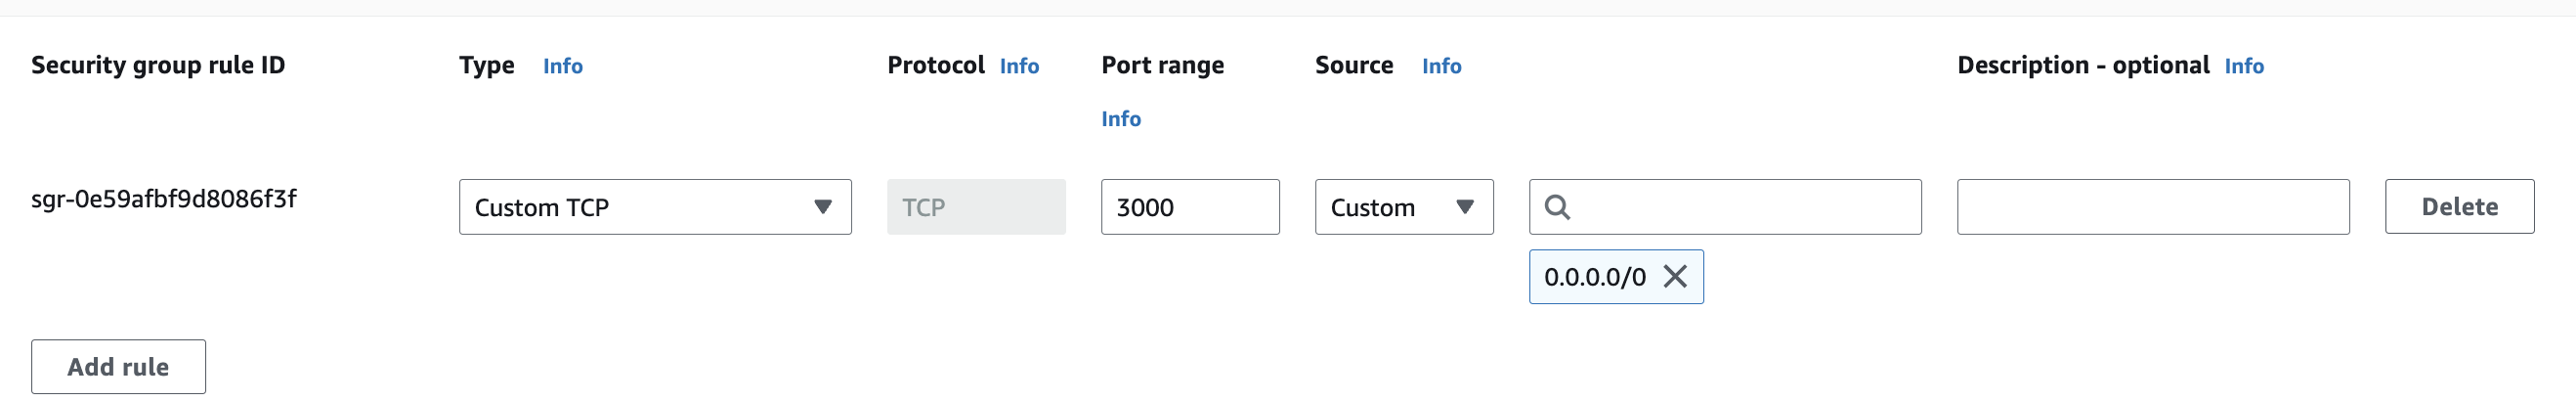 Security group rule ID Type Info Protocol Info Port range Source Info Description - optional Info
Info
sgr-0e59afbf9d8086f3f Custom TCP TCP 3000 Custom Delete
0.0.0.0/0
Add rule